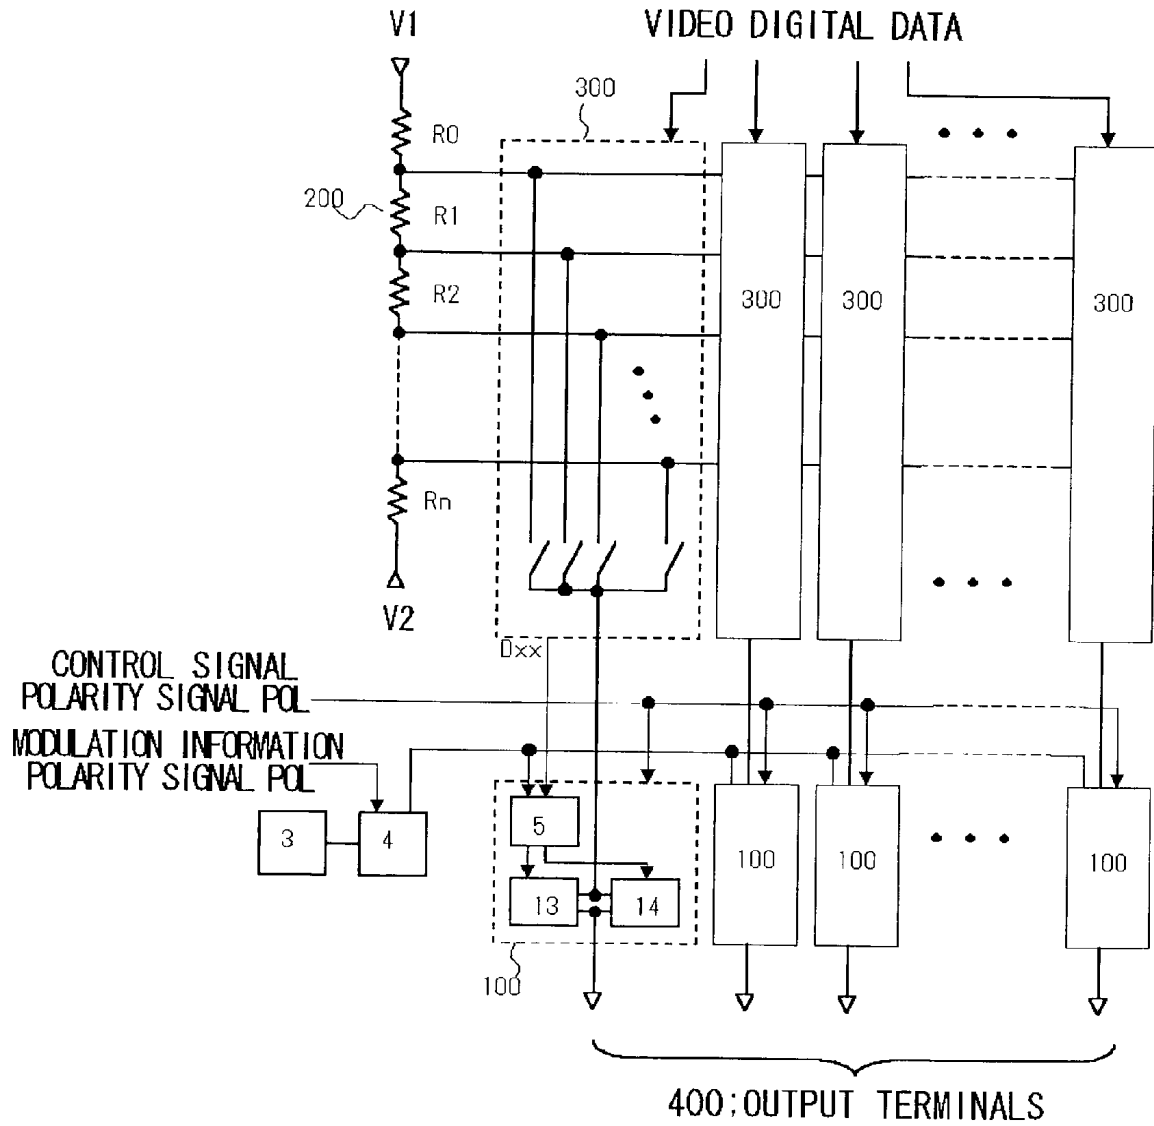 V1
VIDEO DIGITAL DATA
300
R0
200
R1
R2
300
300
300
Rn
V2
Dxx
CONTROL SIGNAL
POLARITY SIGNAL POL
MODULATION INFORMATION
POLARITY SIGNAL POL
3
4
5
13
14
100
100
100
100
400;OUTPUT TERMINALS